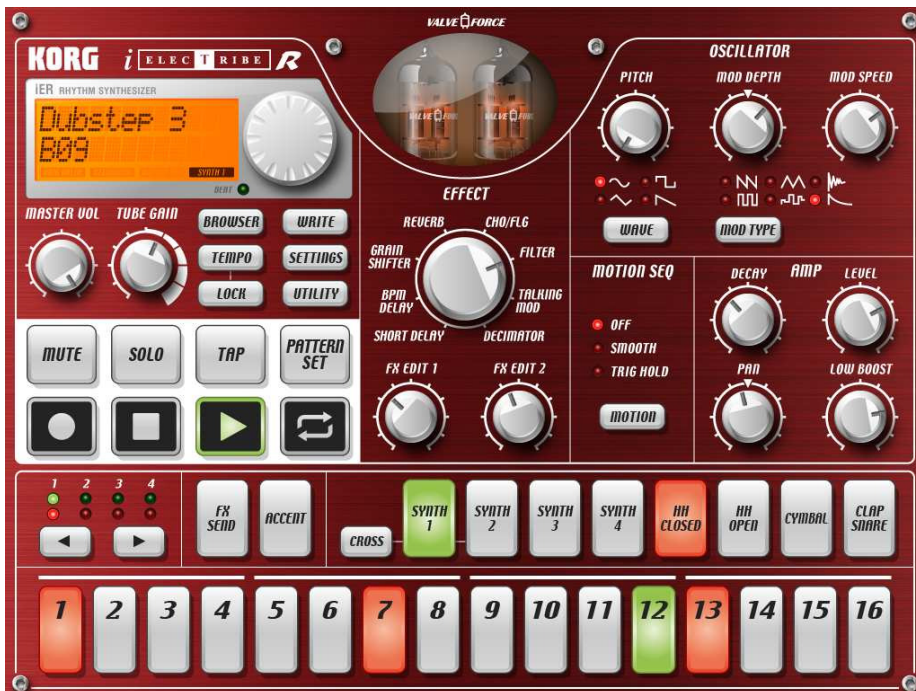 VALVE FORCE
KORG i ELECTRIBE R
iER RHYTHM SYNTHESIZER
Dubstep 3
B09
SYNTH 1
BEAT
MASTER VOL
TUBE GAIN
BROWSER
WRITE
TEMPO
SETTINGS
LOCK
UTILITY
MUTE
SOLO
TAP
PATTERN
SET
VALVE FORCE
VALVE FORCE
EFFECT
REVERB
CHO/FLG
GRAIN
SHIFTER
FILTER
BPM
DELAY
TALKING
MOD
SHORT DELAY
DECIMATOR
FX EDIT 1
FX EDIT 2
OSCILLATOR
PITCH
MOD DEPTH
MOD SPEED
WAVE
MOD TYPE
MOTION SEQ
OFF
SMOOTH
TRIG HOLD
MOTION
AMP
DECAY
LEVEL
PAN
LOW BOOST
1 2 3 4
FX
SEND
ACCENT
CROSS
SYNTH
1
SYNTH
2
SYNTH
3
SYNTH
4
HH
CLOSED
HH
OPEN
CYMBAL
CLAP
SNARE
1 2 3 4 5 6 7 8 9 10 11 12 13 14 15 16